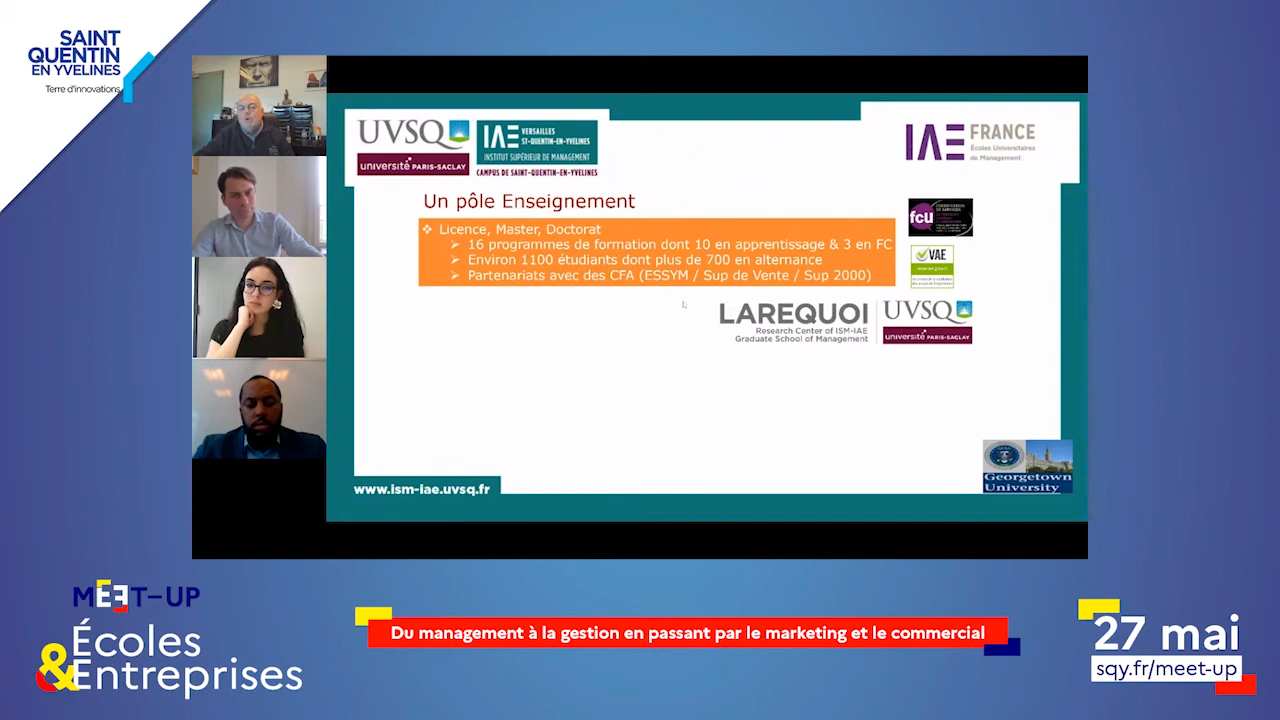 SAINT
QUENTIN
EN YVELINES
Terre d'innovations
UVSQ
université PARIS-SACLAY
IAE VERSAILLES
ST-QUENTIN-EN-YVELINES
INSTITUT SUPÉRIEUR DE MANAGEMENT
CAMPUS DE SAINT-QUENTIN-EN-YVELINES
IAE FRANCE
Écoles Universitaires
de Management
Un pôle Enseignement
❖ Licence, Master, Doctorat
➢ 16 programmes de formation dont 10 en apprentissage & 3 en FC
➢ Environ 1100 étudiants dont plus de 700 en alternance
➢ Partenariats avec des CFA (ESSYM / Sup de Vente / Sup 2000)
fcu
VAE
LAREQUOI
Research Center of ISM-IAE
Graduate School of Management
UVSQ
université PARIS-SACLAY
Georgetown
University
www.ism-iae.uvsq.fr
MEET-UP
Écoles
&Entreprises
Du management à la gestion en passant par le marketing et le commercial
27 mai
sqy.fr/meet-up